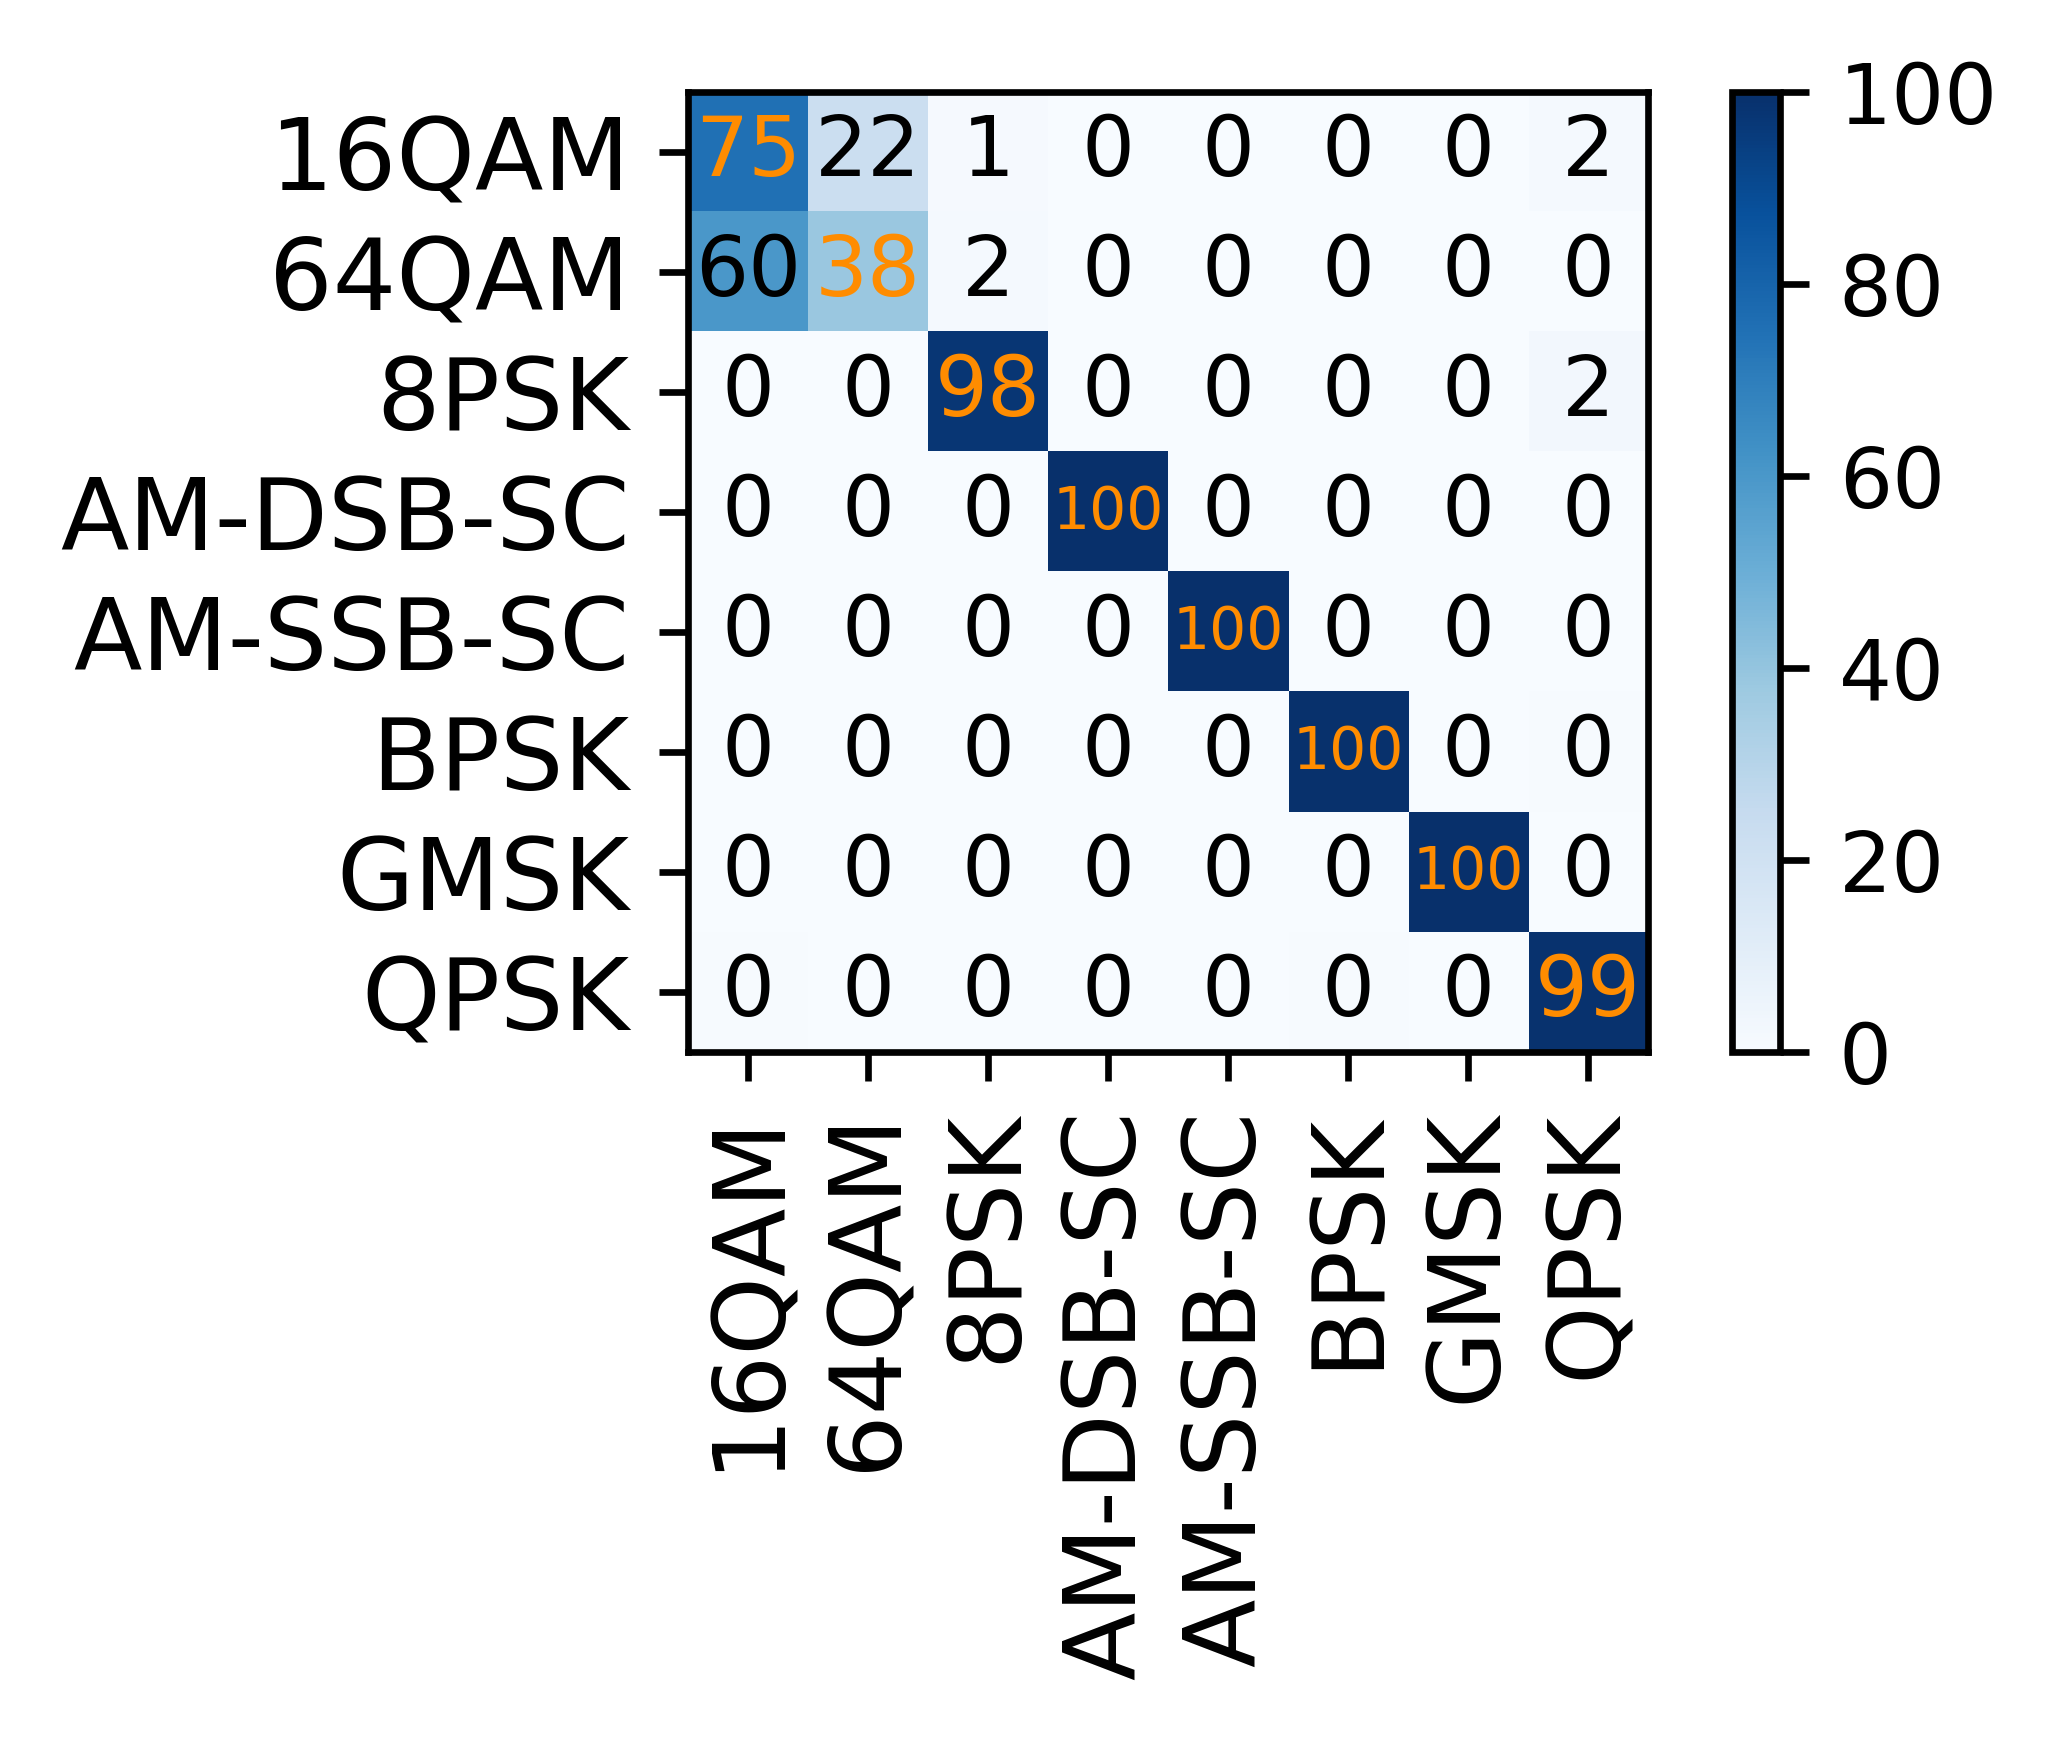 16QAM 75 22 1 0 0 0 0 2
64QAM 60 38 2 0 0 0 0 0
8PSK 0 0 98 0 0 0 0 2
AM-DSB-SC 0 0 0 100 0 0 0 0
AM-SSB-SC 0 0 0 0 100 0 0 0
BPSK 0 0 0 0 0 100 0 0
GMSK 0 0 0 0 0 0 100 0
QPSK 0 0 0 0 0 0 0 99
16QAM
64QAM
8PSK
AM-DSB-SC
AM-SSB-SC
BPSK
GMSK
QPSK
100
80
60
40
20
0